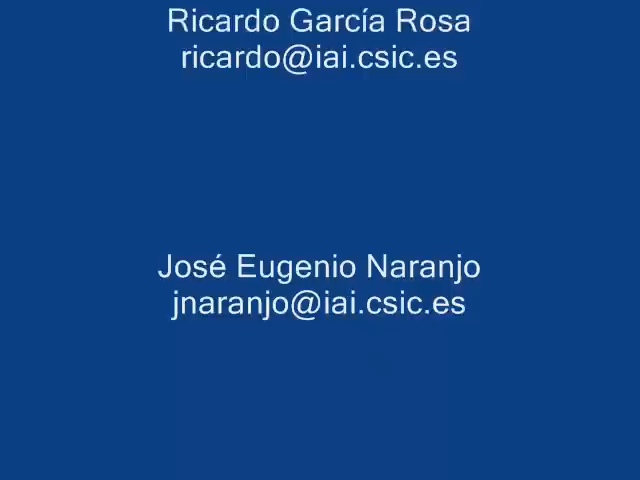 Ricardo García Rosa
ricardo@iai.csic.es
José Eugenio Naranjo
jnaranjo@iai.csic.es